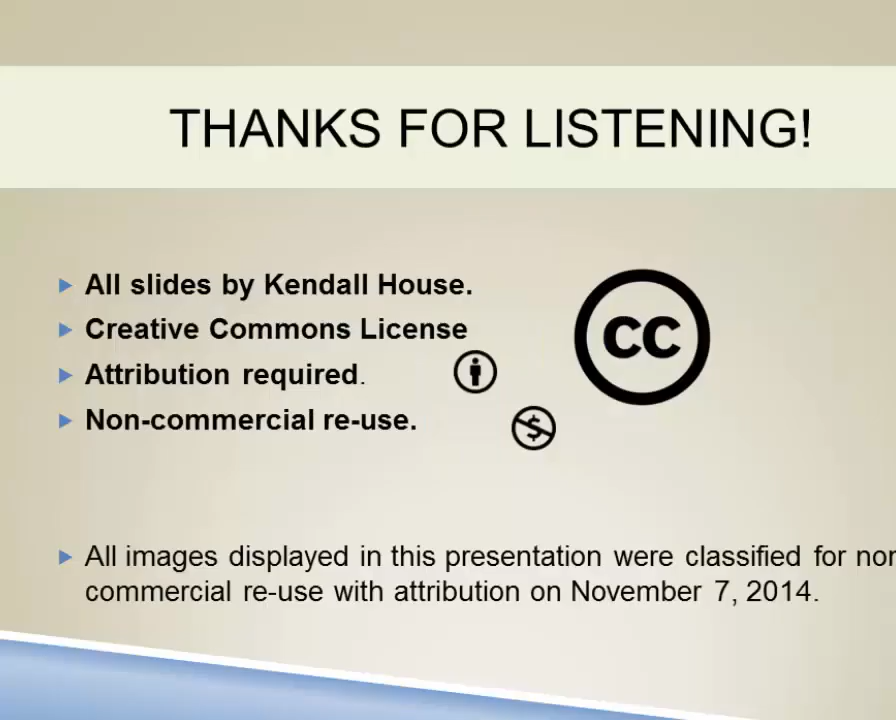 THANKS FOR LISTENING!
All slides by Kendall House.
Creative Commons License
Attribution required.
Non-commercial re-use.
cc
$
All images displayed in this presentation were classified for
commercial re-use with attribution on November 7, 2014.